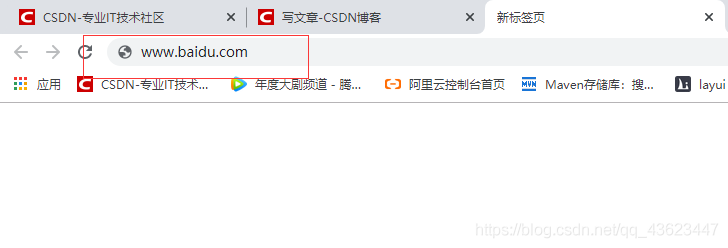 CSDN-专业IT技术社区 写文章-CSDN博客 新标签页
www.baidu.com
应用 CSDN-专业IT技术... 年度大剧频道 - 腾... 阿里云控制台首页 Maven存储库：搜... layui
https://blog.csdn.net/qq_43623447